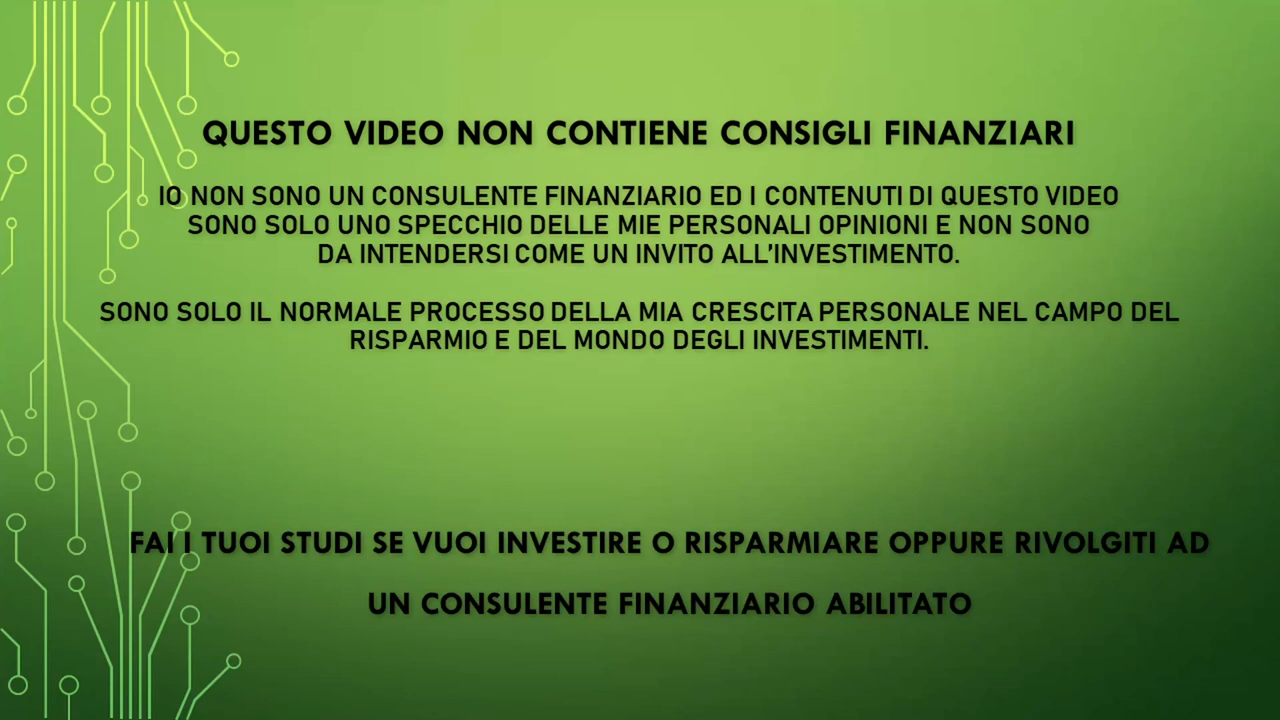 QUESTO VIDEO NON CONTIENE CONSIGLI FINANZIARI
IO NON SONO UN CONSULENTE FINANZIARIO ED I CONTENUTI DI QUESTO VIDEO
SONO SOLO UNO SPECCHIO DELLE MIE PERSONALI OPINIONI E NON SONO
DA INTENDERSI COME UN INVITO ALL'INVESTIMENTO.
SONO SOLO IL NORMALE PROCESSO DELLA MIA CRESCITA PERSONALE NEL CAMPO DEL
RISPARMIO E DEL MONDO DEGLI INVESTIMENTI.
FAI I TUOI STUDI SE VUOI INVESTIRE O RISPARMIARE OPPURE RIVOLGITI AD
UN CONSULENTE FINANZIARIO ABILITATO